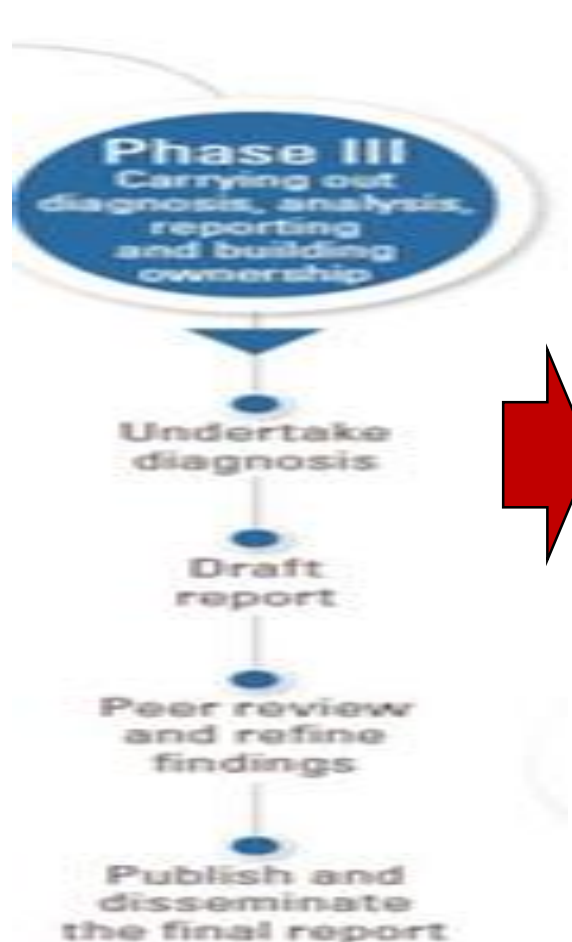 Phase III
Carrying out
diagnosis, analysis,
reporting
and building
ownership
Undertake
diagnosis
Draft
report
Peer review
and refine
findings
Publish and
disseminate
the final report